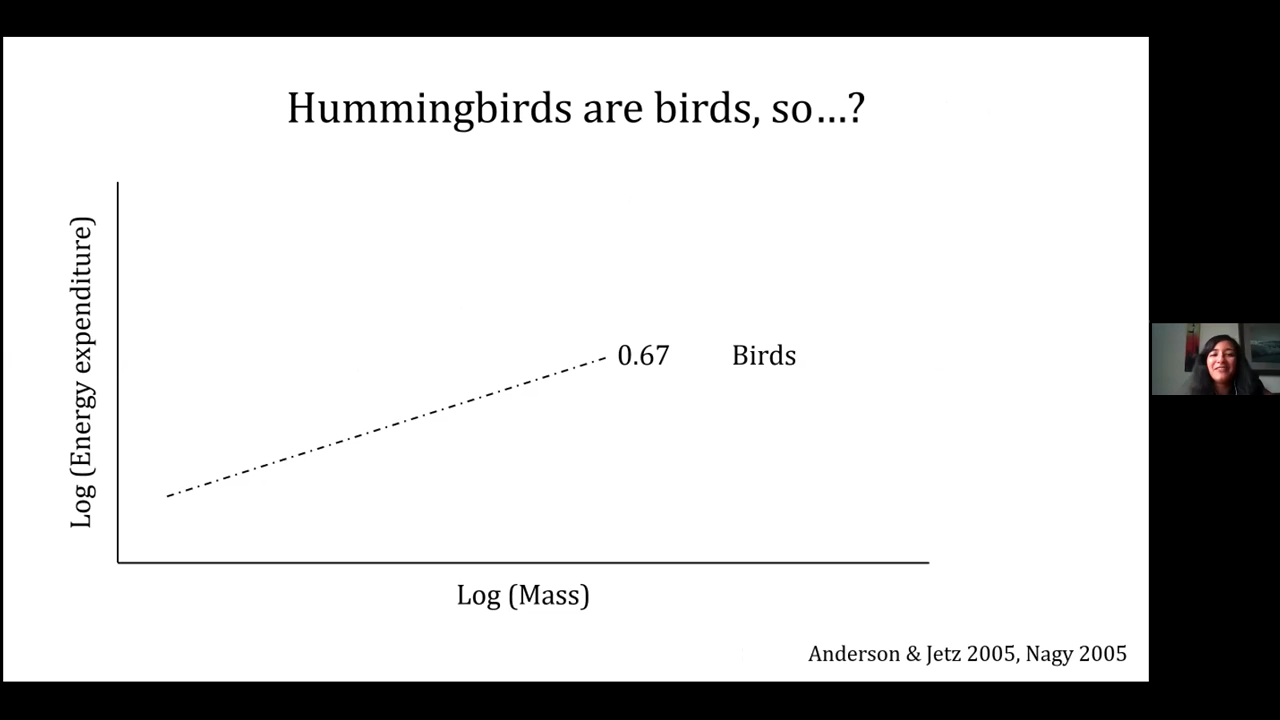 Hummingbirds are birds, so...?
Log (Energy expenditure)
0.67 Birds
Log (Mass)
Anderson & Jetz 2005, Nagy 2005